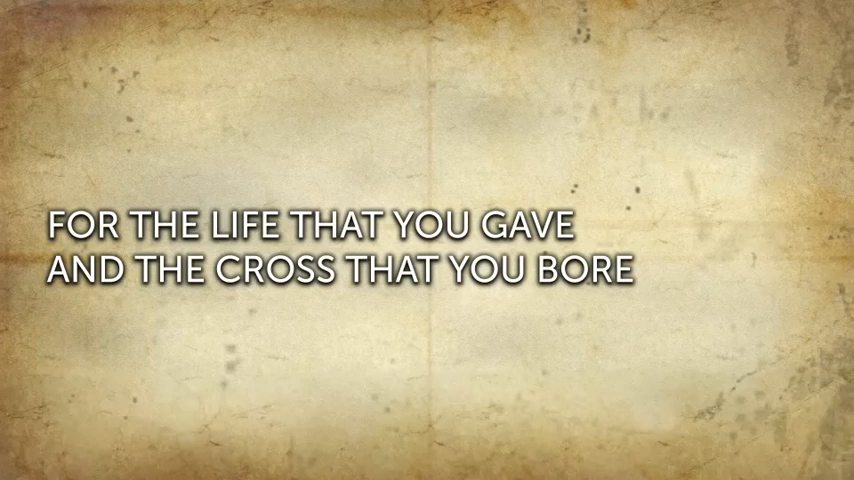 FOR THE LIFE THAT YOU GAVE
AND THE CROSS THAT YOU BORE